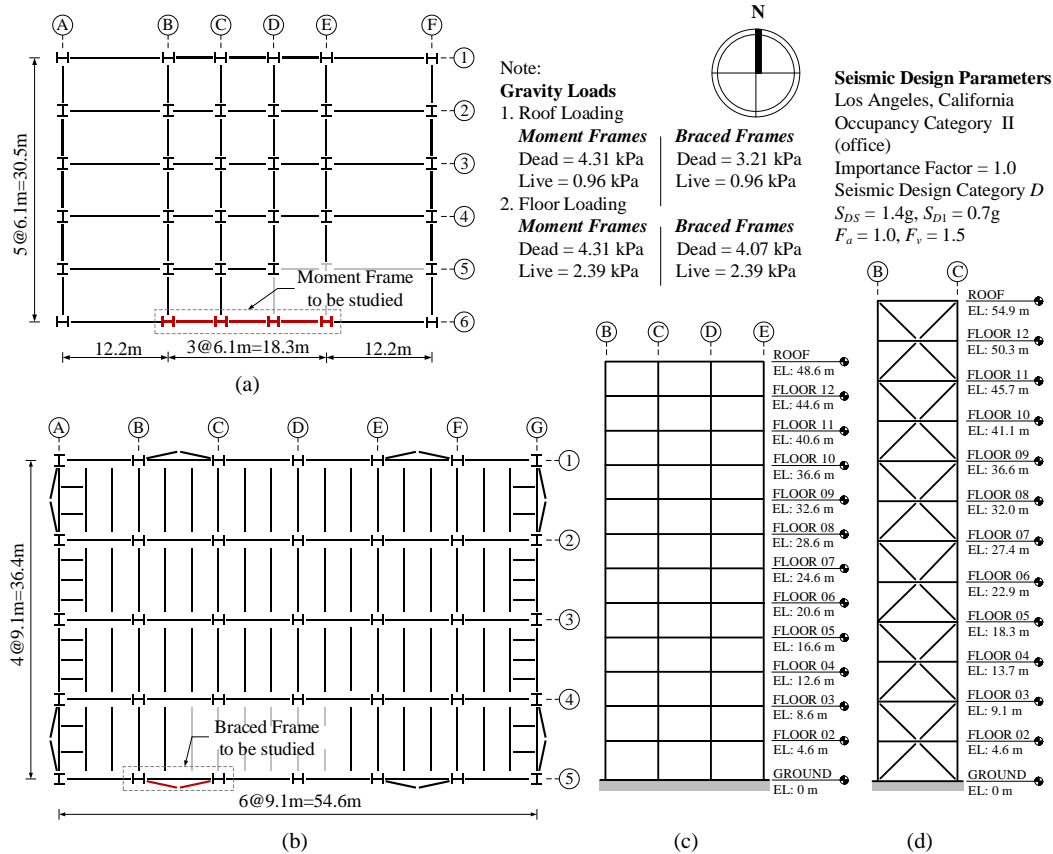 A
B
C
D
E
F
1
2
3
4
5
6
5@6.1m=30.5m
Moment Frame
to be studied
12.2m
3@6.1m=18.3m
12.2m
(a)
N
Note:
Gravity Loads
1. Roof Loading
Moment Frames
Braced Frames
Dead = 4.31 kPa
Dead = 3.21 kPa
Live = 0.96 kPa
Live = 0.96 kPa
2. Floor Loading
Moment Frames
Braced Frames
Dead = 4.31 kPa
Dead = 4.07 kPa
Live = 2.39 kPa
Live = 2.39 kPa
Seismic Design Parameters
Los Angeles, California
Occupancy Category II
(office)
Importance Factor = 1.0
Seismic Design Category D
SDS = 1.4g, SD1 = 0.7g
Fa = 1.0, Fv = 1.5
A
B
C
D
E
F
G
1
2
3
4
5
4@9.1m=36.4m
Braced Frame
to be studied
6@9.1m=54.6m
(b)
B
C
D
E
ROOF
EL: 48.6 m
FLOOR 12
EL: 44.6 m
FLOOR 11
EL: 40.6 m
FLOOR 10
EL: 36.6 m
FLOOR 09
EL: 32.6 m
FLOOR 08
EL: 28.6 m
FLOOR 07
EL: 24.6 m
FLOOR 06
EL: 20.6 m
FLOOR 05
EL: 16.6 m
FLOOR 04
EL: 12.6 m
FLOOR 03
EL: 8.6 m
FLOOR 02
EL: 4.6 m
GROUND
EL: 0 m
(c)
B
C
ROOF
EL: 54.9 m
FLOOR 12
EL: 50.3 m
FLOOR 11
EL: 45.7 m
FLOOR 10
EL: 41.1 m
FLOOR 09
EL: 36.6 m
FLOOR 08
EL: 32.0 m
FLOOR 07
EL: 27.4 m
FLOOR 06
EL: 22.9 m
FLOOR 05
EL: 18.3 m
FLOOR 04
EL: 13.7 m
FLOOR 03
EL: 9.1 m
FLOOR 02
EL: 4.6 m
GROUND
EL: 0 m
(d)